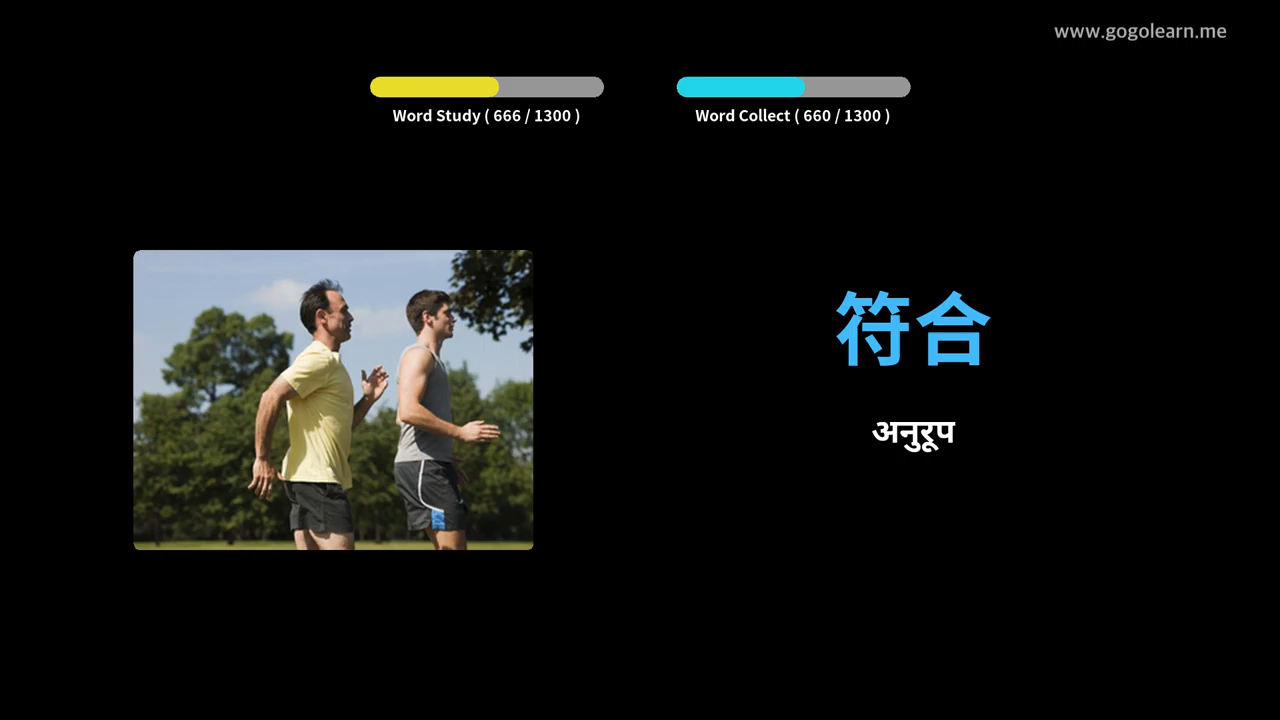 www.gogolearn.me
Word Study ( 666 / 1300 )
Word Collect ( 660 / 1300 )
符合
अनुरूप